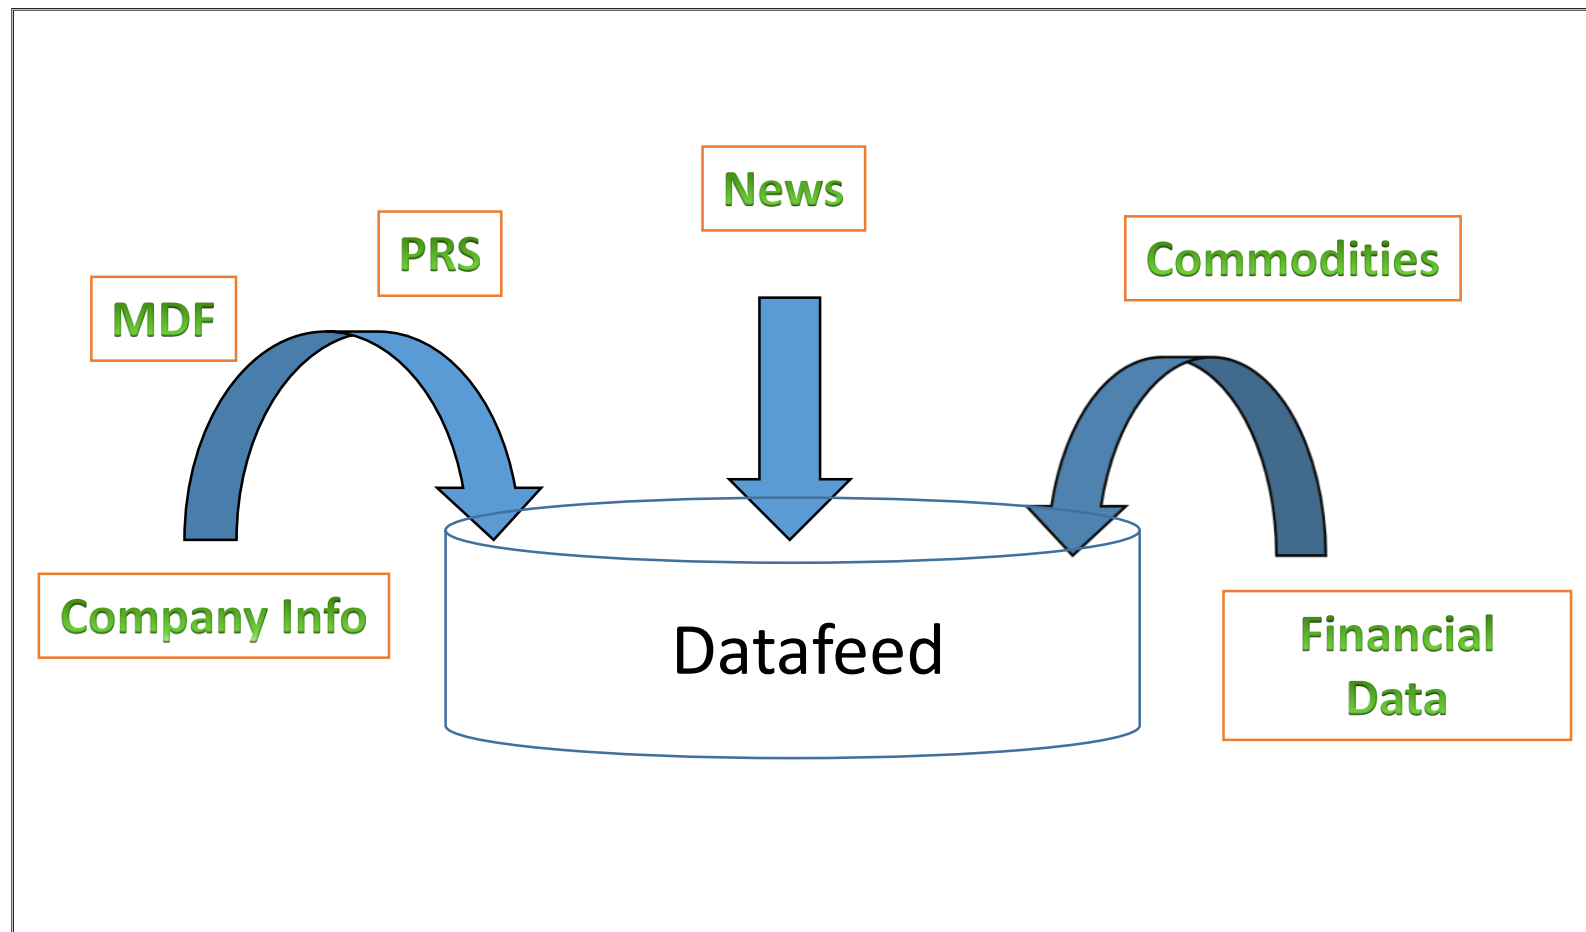 News
PRS
Commodities
MDF
Company Info
Datafeed
Financial
Data